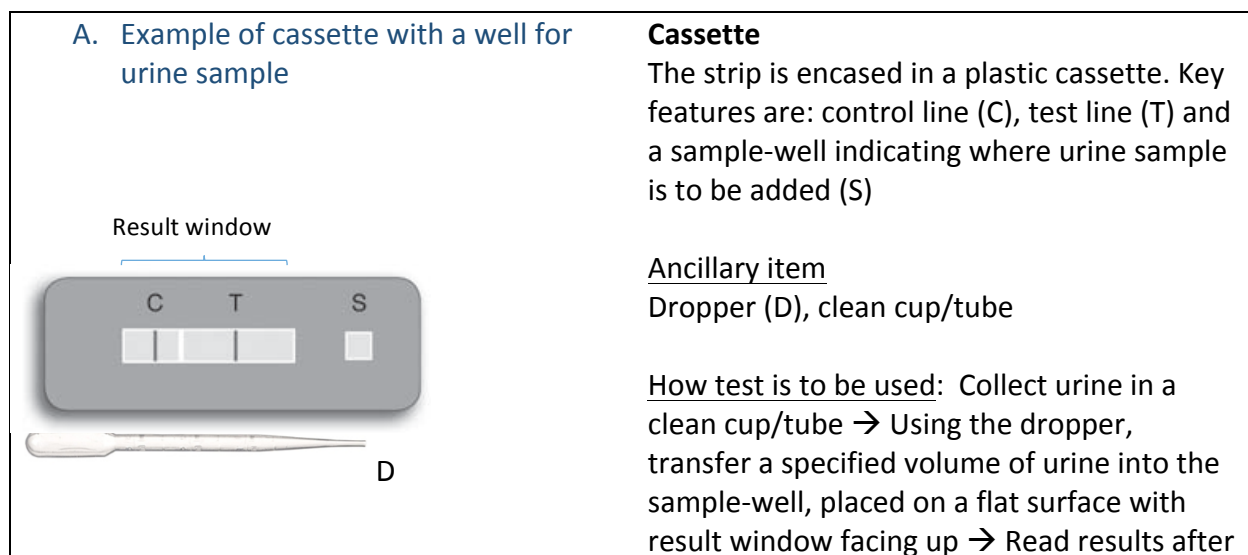 A. Example of cassette with a well for
urine sample
Result window
C T S
D
Cassette
The strip is encased in a plastic cassette. Key
features are: control line (C), test line (T) and
a sample-well indicating where urine sample
is to be added (S)
Ancillary item
Dropper (D), clean cup/tube
How test is to be used: Collect urine in a
clean cup/tube → Using the dropper,
transfer a specified volume of urine into the
sample-well, placed on a flat surface with
result window facing up → Read results after